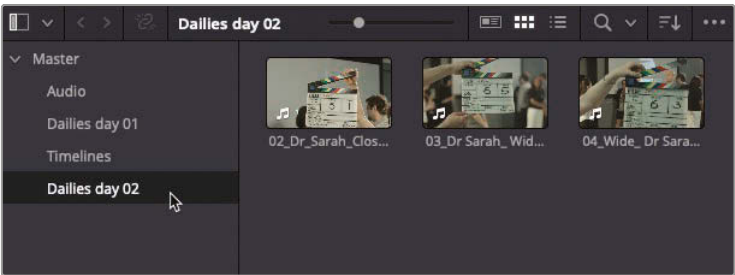 Dailies day 02
Master
Audio
Dailies day 01
Timelines
Dailies day 02
02_Dr_Sarah_Clos...
03_Dr Sarah_ Wid...
04_Wide_ Dr Sara...